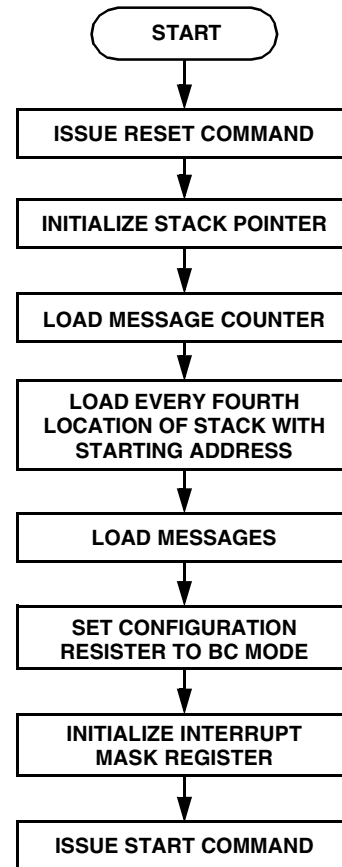 START
ISSUE RESET COMMAND
INITIALIZE STACK POINTER
LOAD MESSAGE COUNTER
LOAD EVERY FOURTH
LOCATION OF STACK WITH
STARTING ADDRESS
LOAD MESSAGES
SET CONFIGURATION
RESISTER TO BC MODE
INITIALIZE INTERRUPT
MASK REGISTER
ISSUE START COMMAND